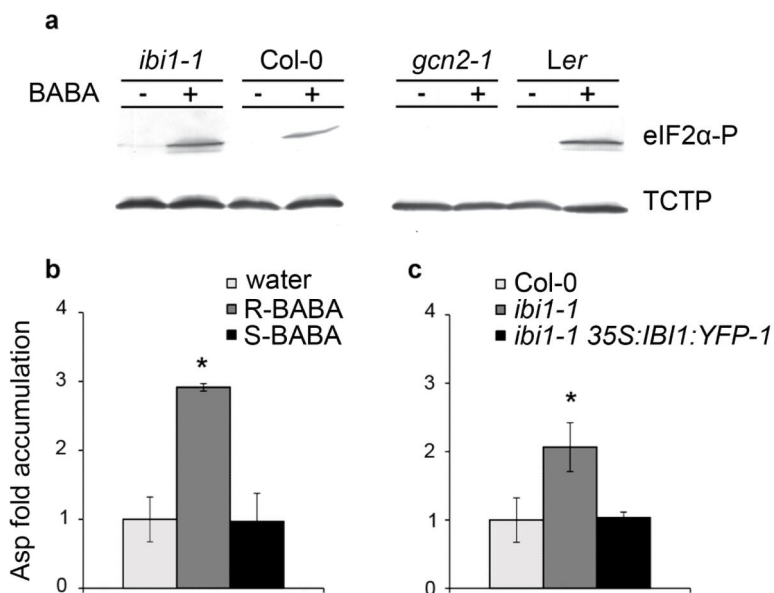 a
ibi1-1 Col-0 gcn2-1 Ler
BABA - + - + - + - +
eIF2α-P
TCTP
b
water
R-BABA
S-BABA
Asp fold accumulation
4
3
2
1
0
*
c
Col-0
ibi1-1
ibi1-1 35S:IBI1:YFP-1
4
3
2
1
0
*